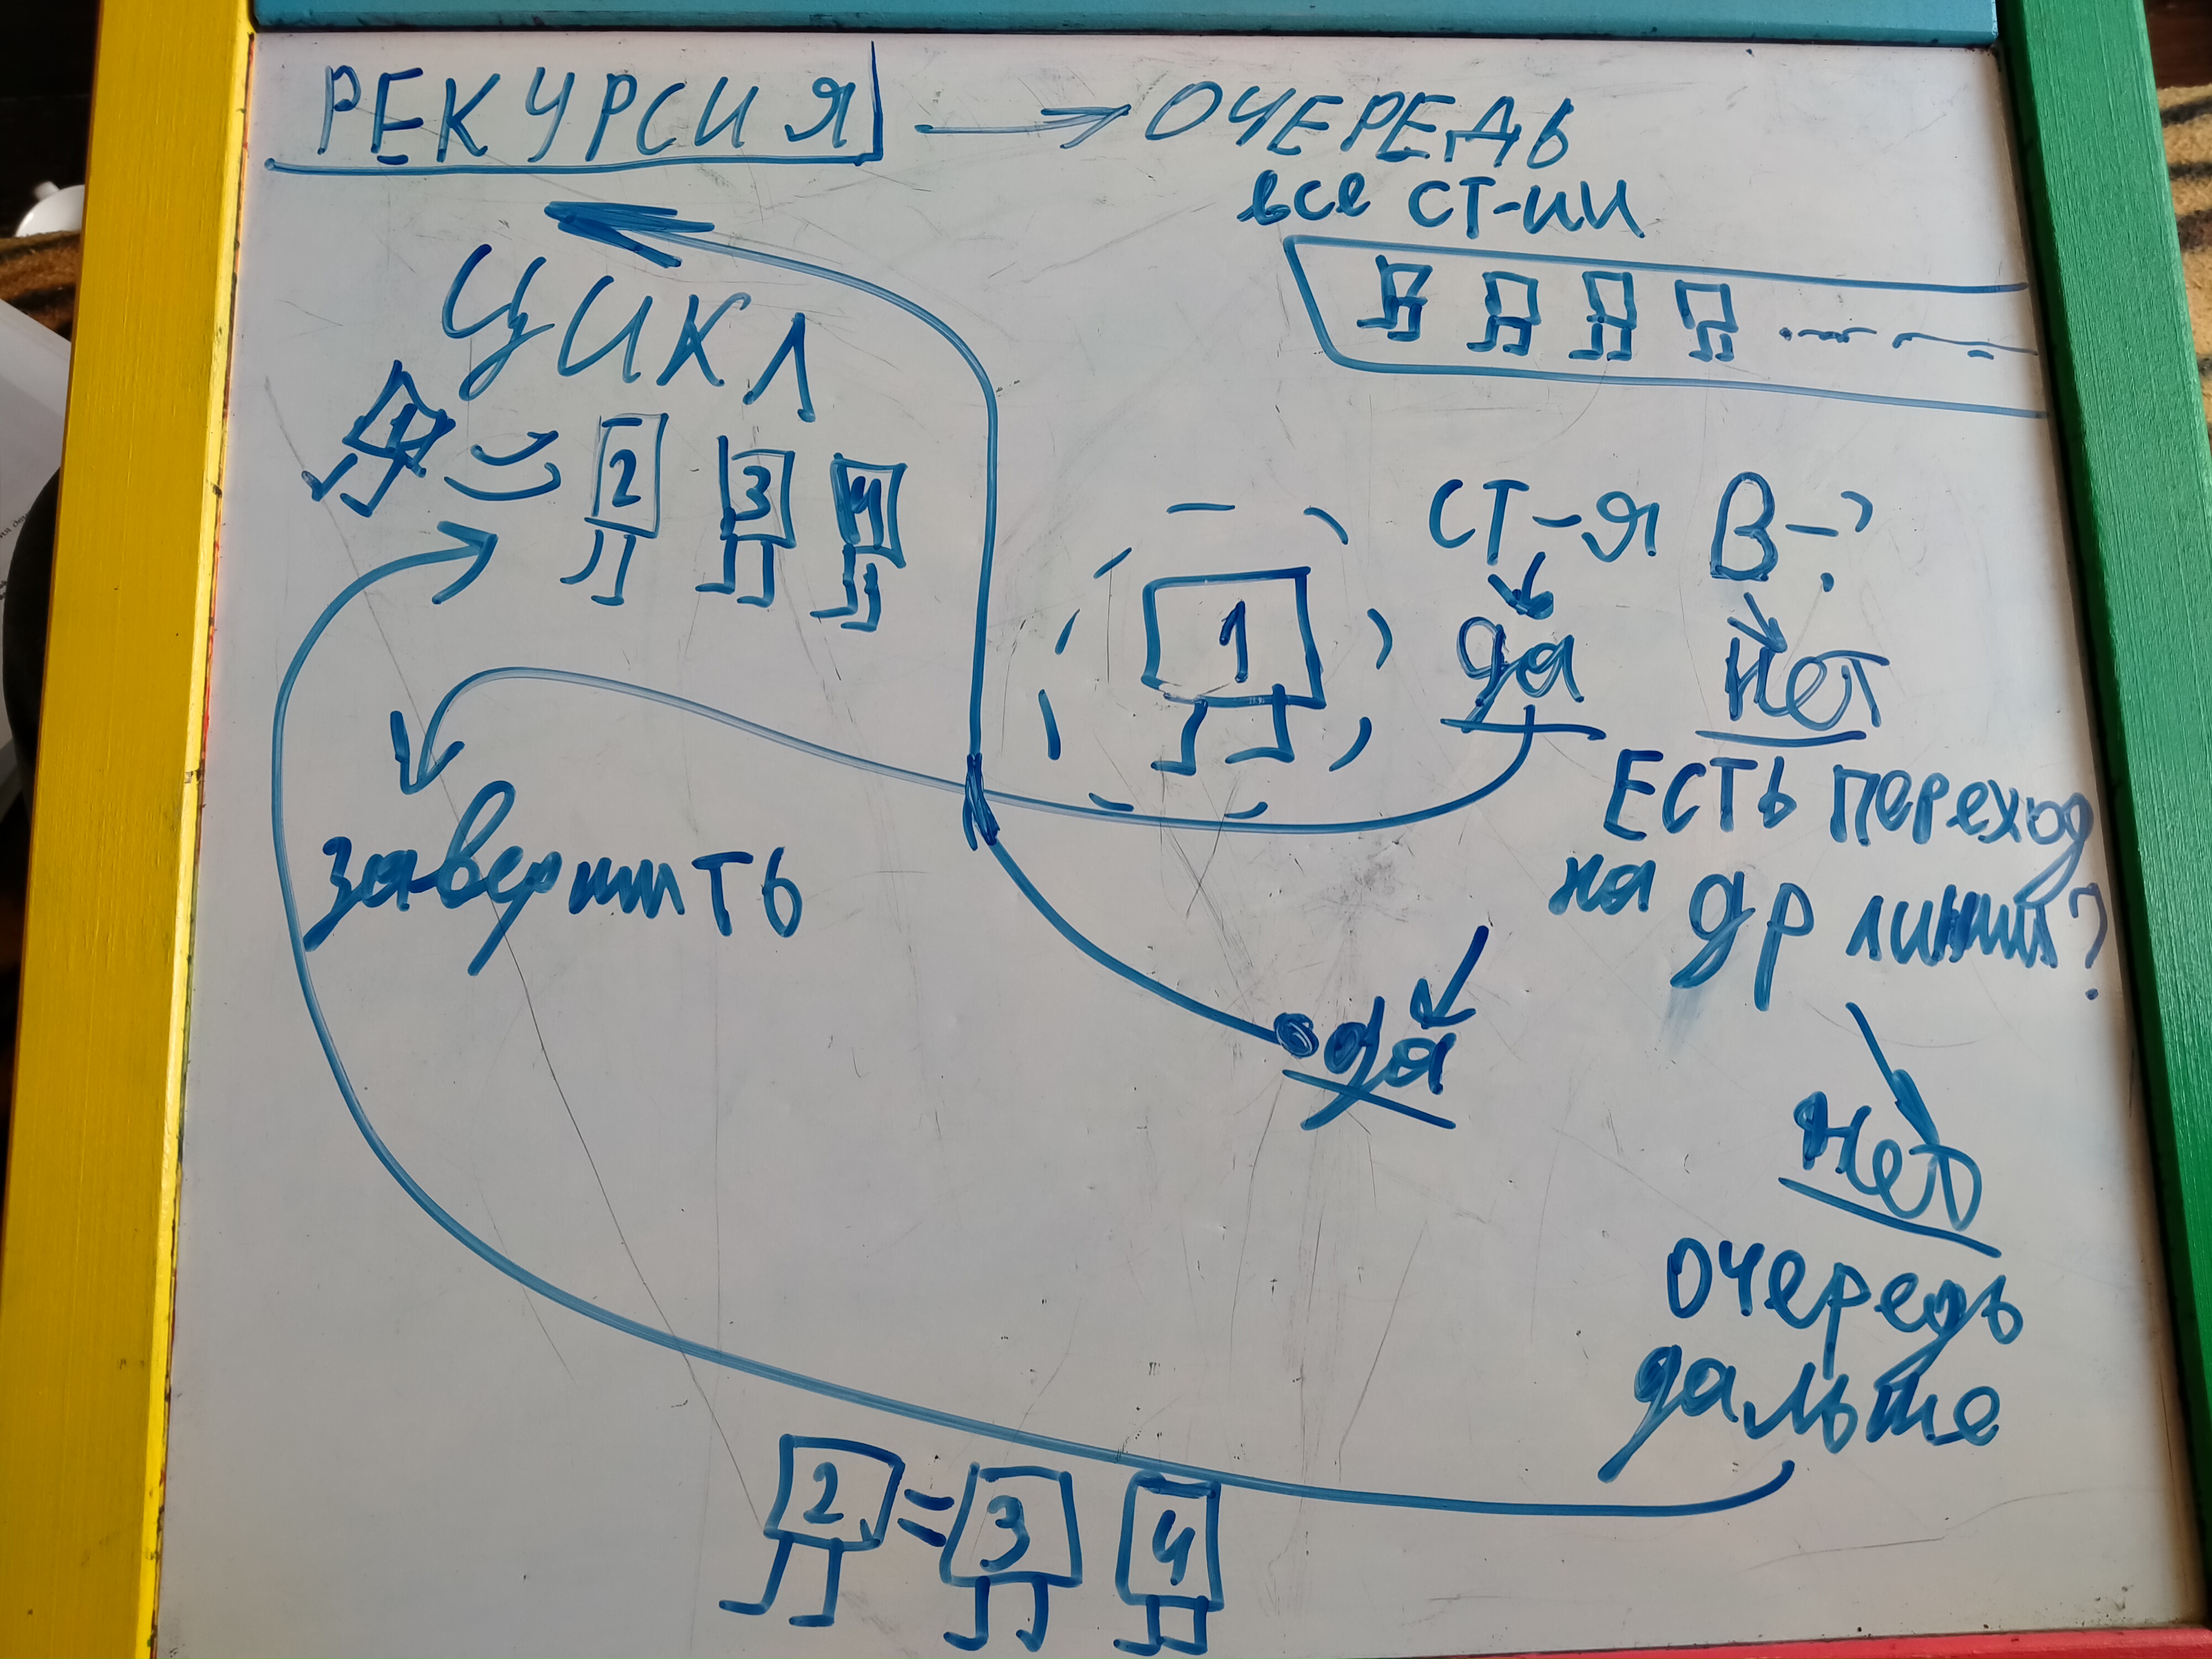 РЕКУРСИЯ → ОЧЕРЕДЬ
все СТ-ИИ
ЦИКЛ
1 2 3 4
СТ-Я В-?
1
да нет
ЕСТЬ переход
на др линии?
завершить
да
нет
очередь
дальше
2 = 3 4